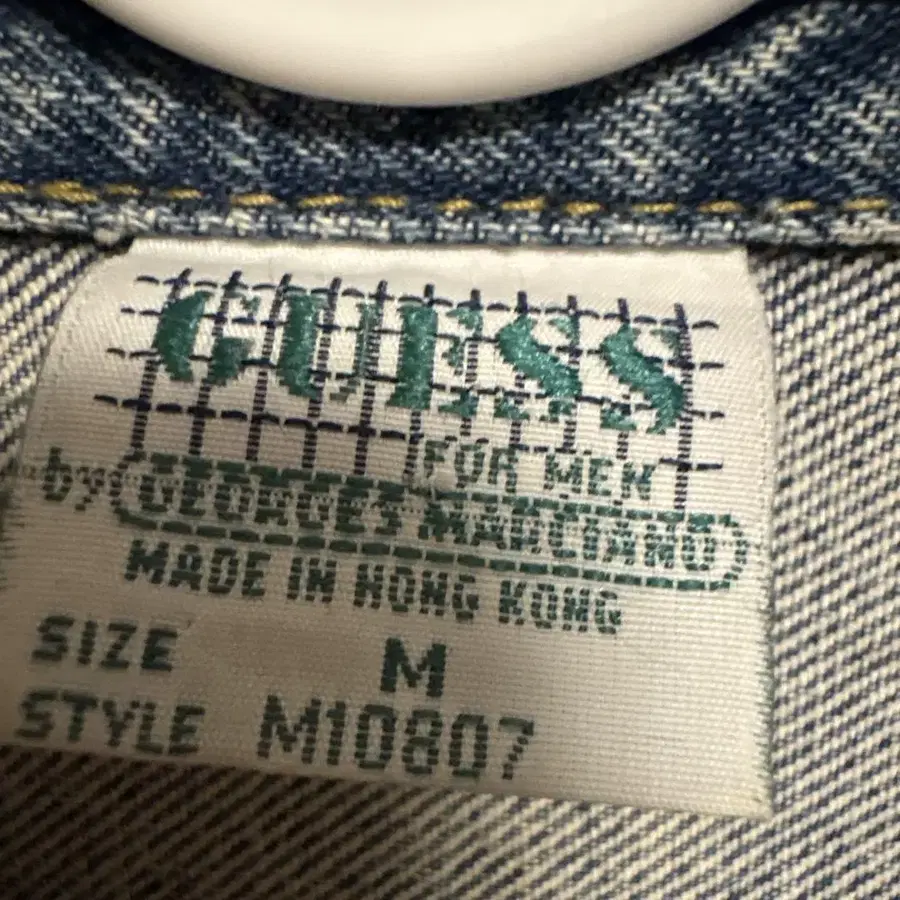 GUESS
FOR MEN
by GEORGES MARCIANO
MADE IN HONG KONG
SIZE M
STYLE M10807